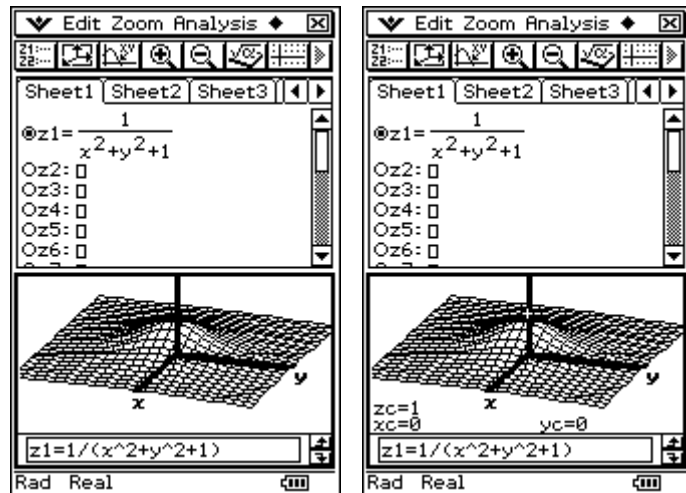 Edit Zoom Analysis
Sheet1 Sheet2 Sheet3
z1=1/(x²+y²+1)
z2:
z3:
z4:
z5:
z6:
x
y
z1=1/(x^2+y^2+1)
Rad Real
Edit Zoom Analysis
Sheet1 Sheet2 Sheet3
z1=1/(x²+y²+1)
z2:
z3:
z4:
z5:
z6:
x
y
zc=1
xc=0 yc=0
z1=1/(x^2+y^2+1)
Rad Real